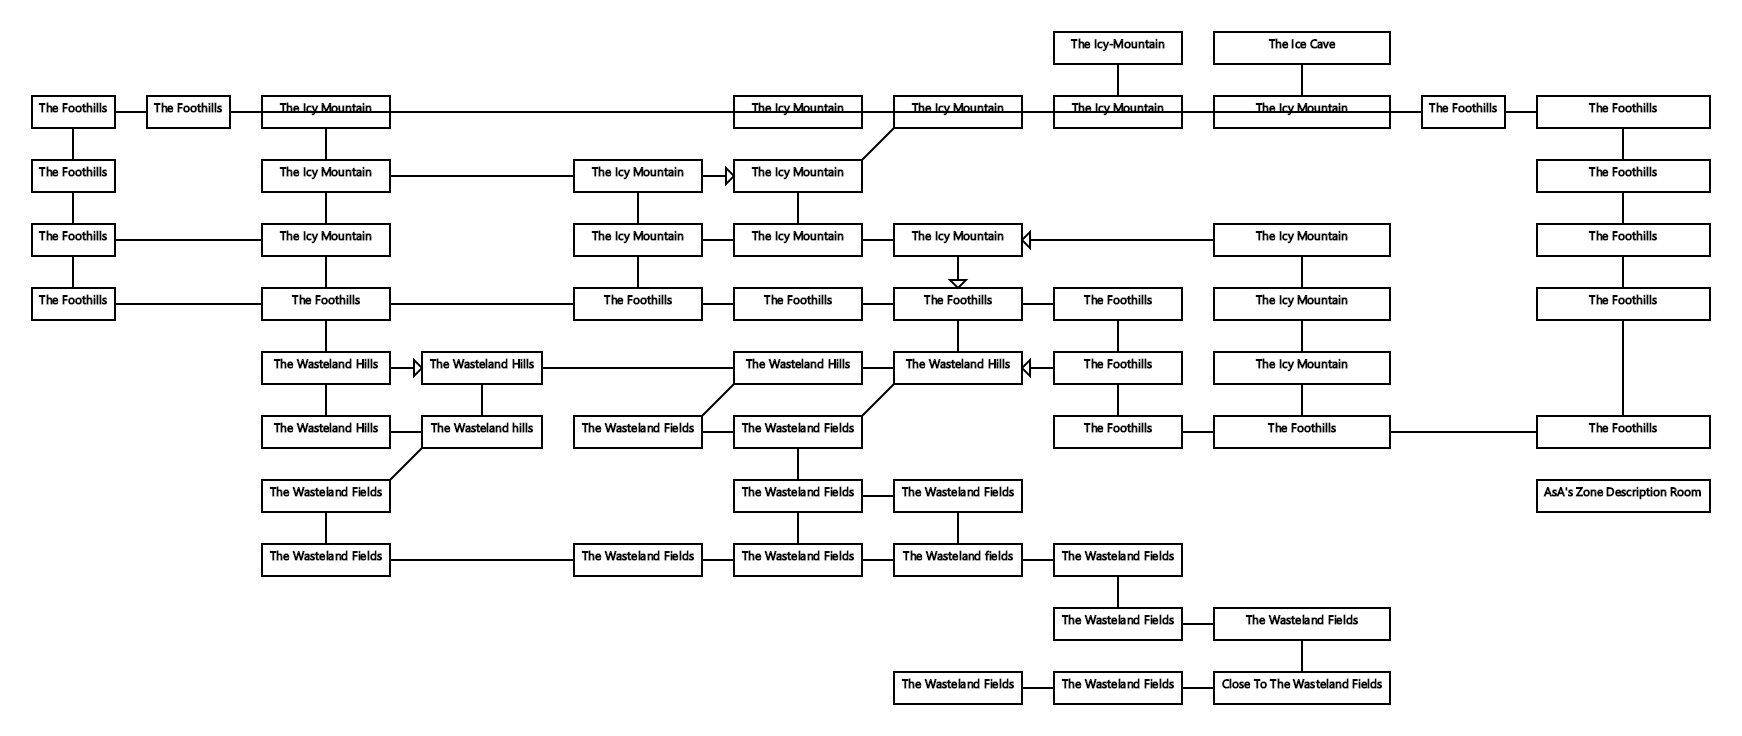 The Icy-Mountain
The Ice Cave
The Foothills
The Foothills
The Icy Mountain
The Icy Mountain
The Icy Mountain
The Icy Mountain
The Icy Mountain
The Foothills
The Foothills
The Foothills
The Icy Mountain
The Icy Mountain
The Icy Mountain
The Foothills
The Foothills
The Icy Mountain
The Icy Mountain
The Icy Mountain
The Icy Mountain
The Icy Mountain
The Foothills
The Foothills
The Foothills
The Foothills
The Foothills
The Foothills
The Foothills
The Icy Mountain
The Foothills
The Wasteland Hills
The Wasteland Hills
The Wasteland Hills
The Wasteland Hills
The Foothills
The Icy Mountain
The Wasteland Hills
The Wasteland hills
The Wasteland Fields
The Wasteland Fields
The Foothills
The Foothills
The Foothills
The Wasteland Fields
The Wasteland Fields
The Wasteland Fields
AsA's Zone Description Room
The Wasteland Fields
The Wasteland Fields
The Wasteland Fields
The Wasteland fields
The Wasteland Fields
The Wasteland Fields
The Wasteland Fields
The Wasteland Fields
The Wasteland Fields
Close To The Wasteland Fields